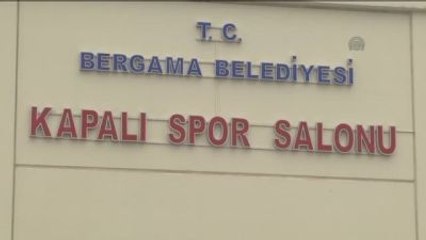 T. C.
BERGAMA BELEDİYESİ
KAPALI SPOR SALONU